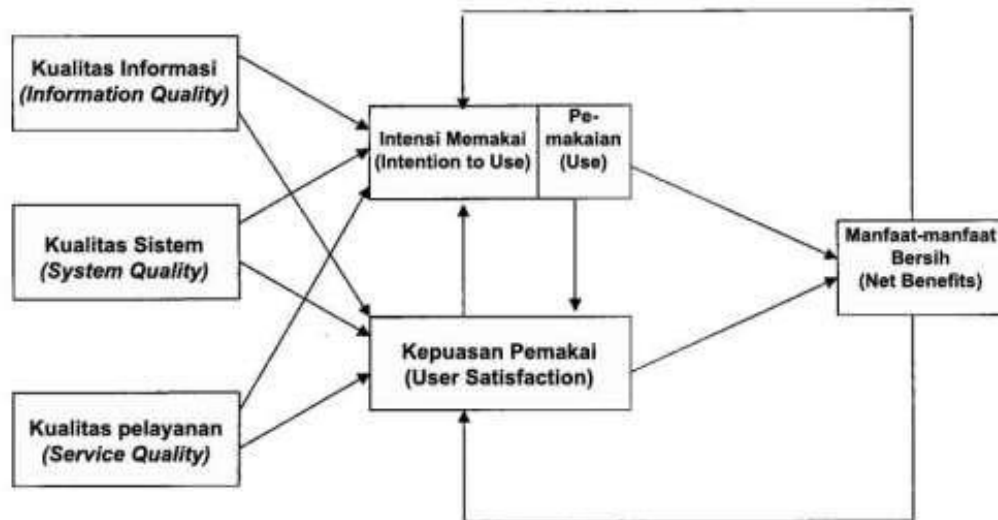 Kualitas Informasi
(Information Quality)
Intensi Memakai
(Intention to Use)
Pe-
makaian
(Use)
Kualitas Sistem
(System Quality)
Manfaat-manfaat
Bersih
(Net Benefits)
Kepuasan Pemakai
(User Satisfaction)
Kualitas pelayanan
(Service Quality)